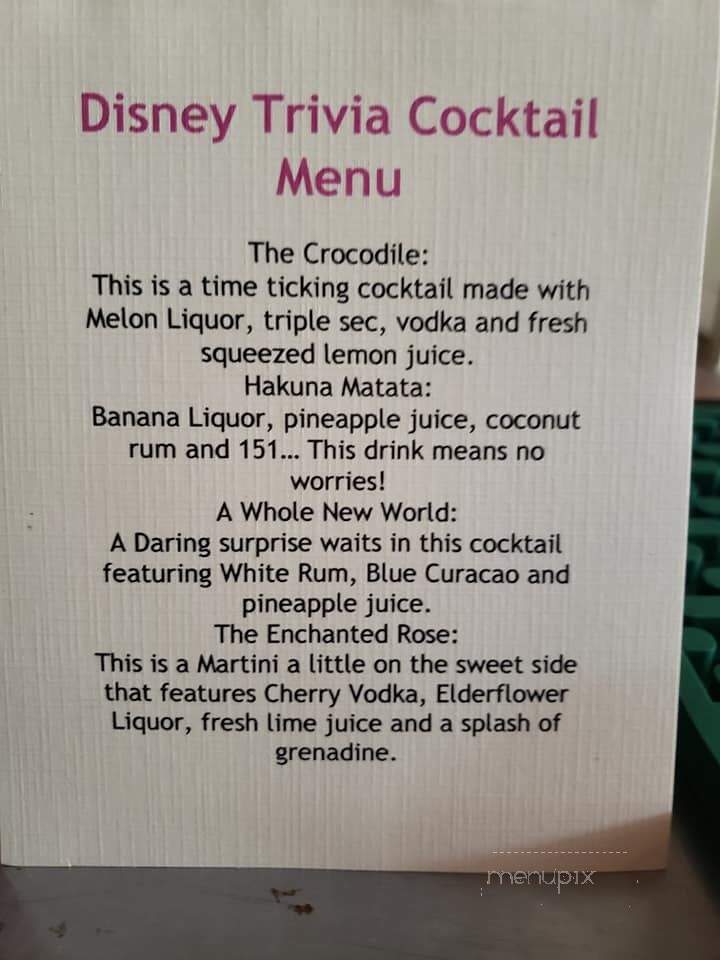 Disney Trivia Cocktail
Menu
The Crocodile:
This is a time ticking cocktail made with
Melon Liquor, triple sec, vodka and fresh
squeezed lemon juice.
Hakuna Matata:
Banana Liquor, pineapple juice, coconut
rum and 151... This drink means no
worries!
A Whole New World:
A Daring surprise waits in this cocktail
featuring White Rum, Blue Curacao and
pineapple juice.
The Enchanted Rose:
This is a Martini a little on the sweet side
that features Cherry Vodka, Elderflower
Liquor, fresh lime juice and a splash of
grenadine.
menupix